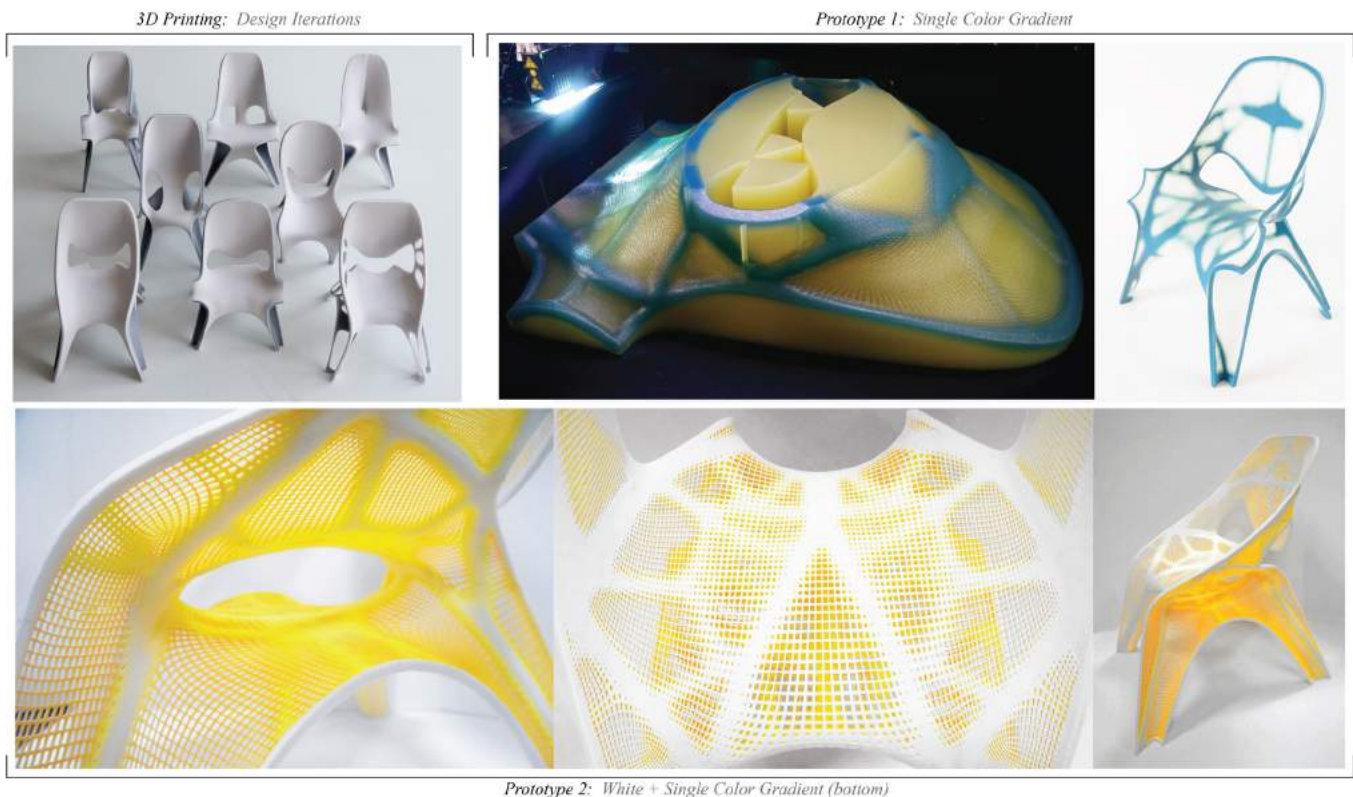 3D Printing: Design Iterations
Prototype 1: Single Color Gradient
Prototype 2: White + Single Color Gradient (bottom)